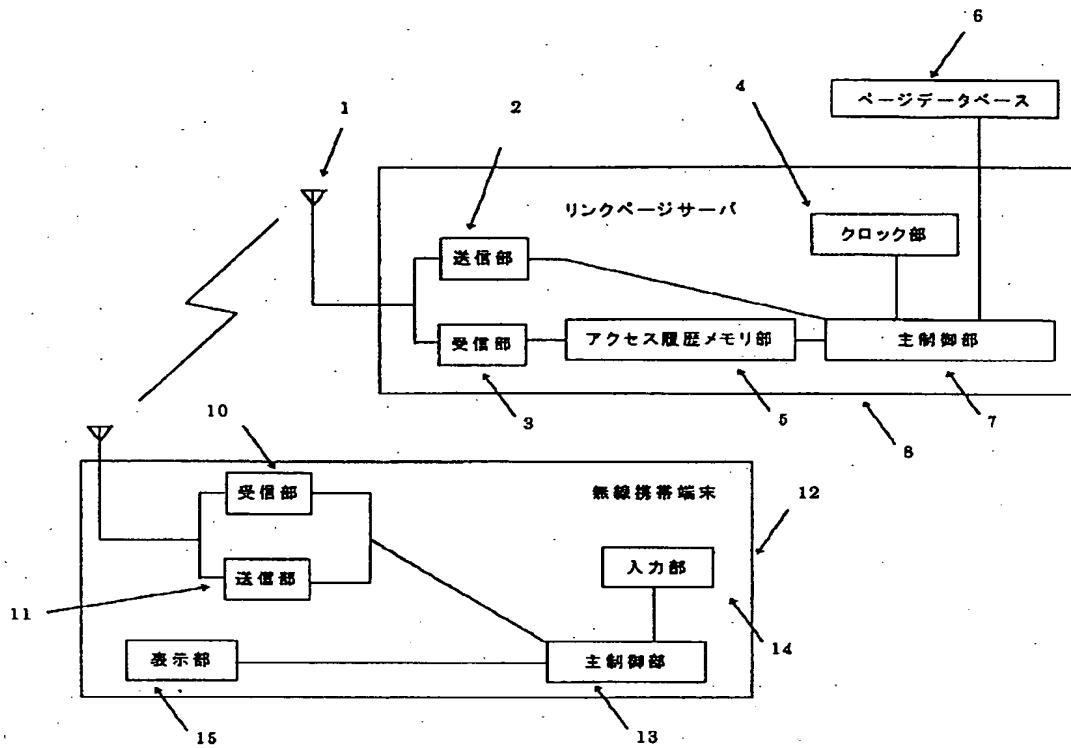 6
ページデータベース
4
1
2
リンクページサーバ
クロック部
送信部
受信部
アクセス履歴メモリ部
主制御部
3
5
8
7
10
受信部
無線携帯端末
12
送信部
入力部
11
14
表示部
主制御部
15
13